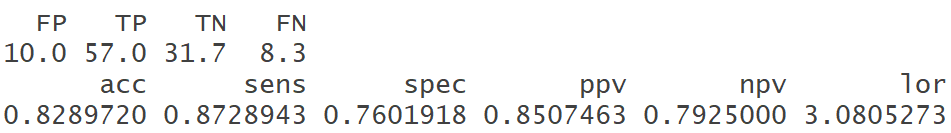 FP TP TN FN
10.0 57.0 31.7 8.3
acc sens spec ppv npv lor
0.8289720 0.8728943 0.7601918 0.8507463 0.7925000 3.0805273